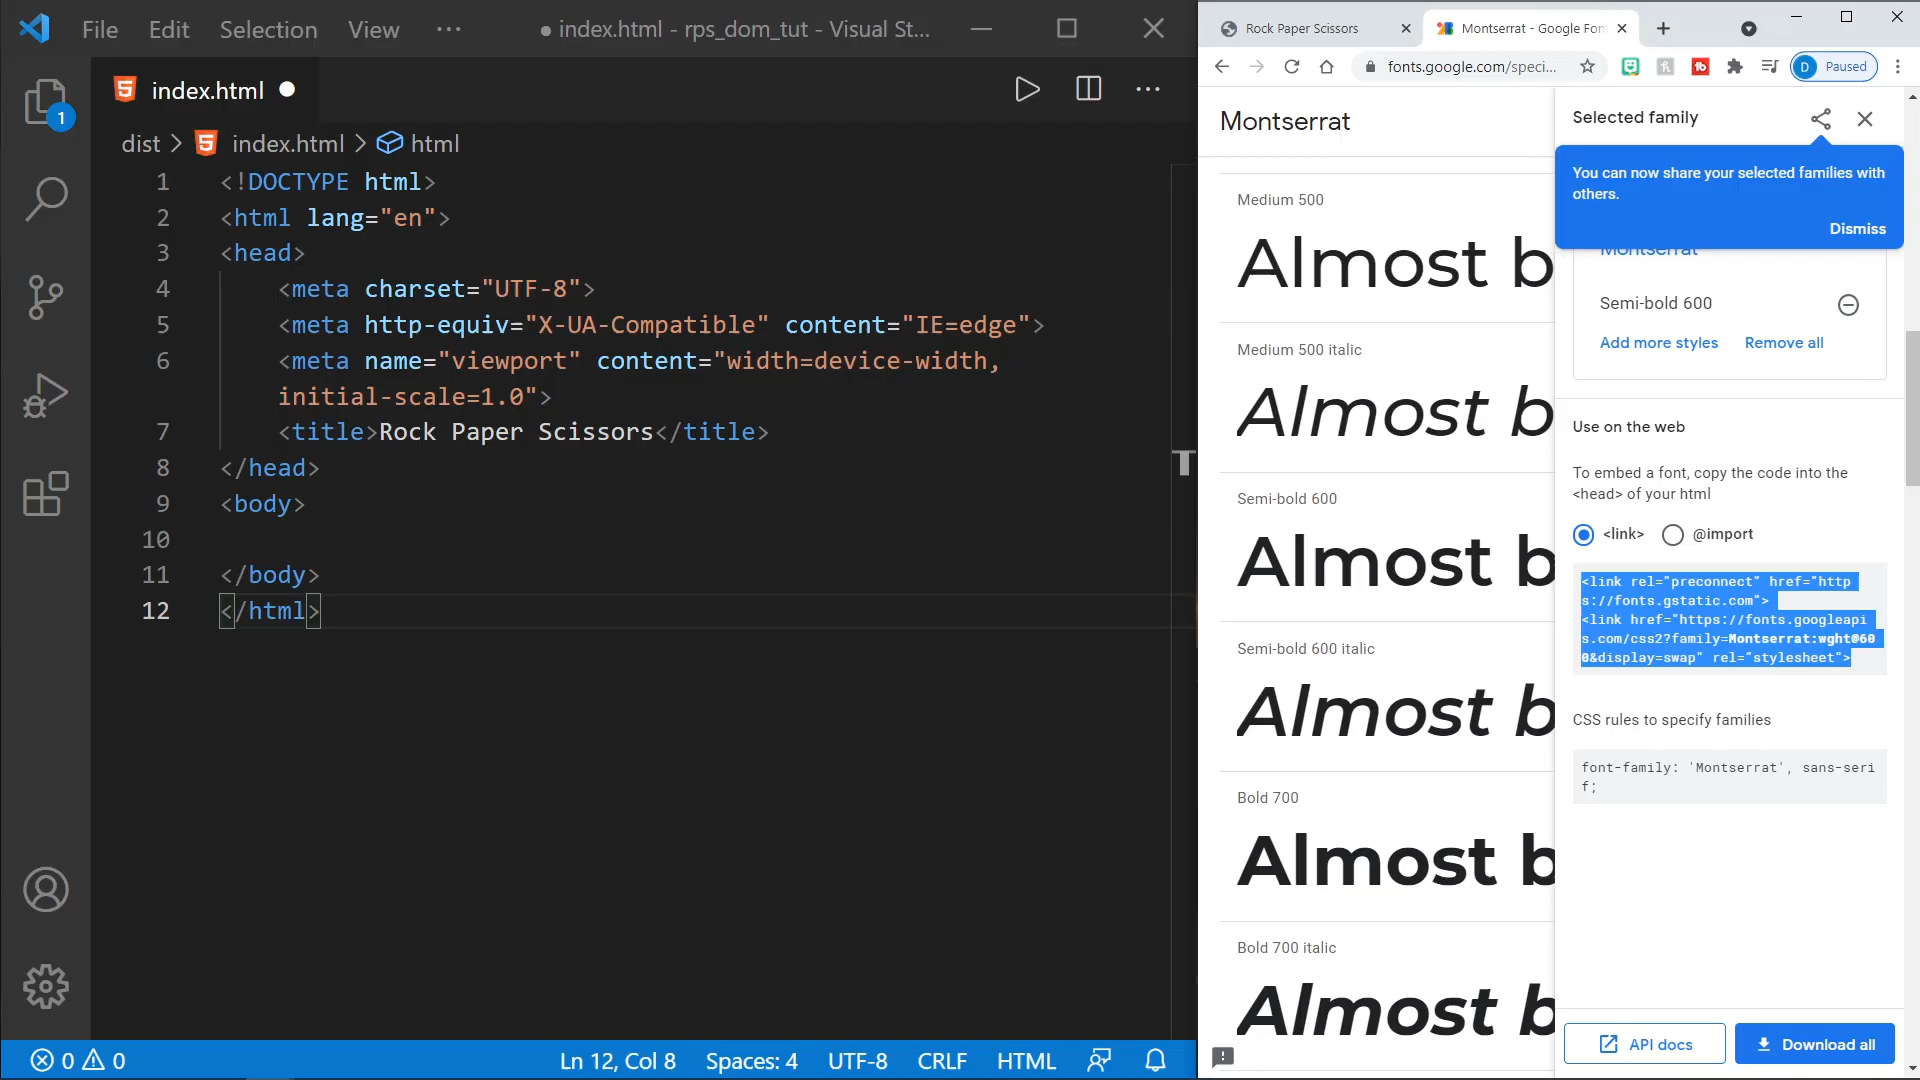 File Edit Selection View ··· ● index.html - rps_dom_tut - Visual St...
1
index.html
dist > index.html > html
1 <!DOCTYPE html>
2 <html lang="en">
3 <head>
4 <meta charset="UTF-8">
5 <meta http-equiv="X-UA-Compatible" content="IE=edge">
6 <meta name="viewport" content="width=device-width,
initial-scale=1.0">
7 <title>Rock Paper Scissors</title>
8 </head>
9 <body>
10
11 </body>
12 </html>
0 0 Ln 12, Col 8 Spaces: 4 UTF-8 CRLF HTML
Rock Paper Scissors Montserrat - Google Fon
fonts.google.com/speci... D Paused
Montserrat
Medium 500
Almost b
Medium 500 italic
Almost b
Semi-bold 600
Almost b
Semi-bold 600 italic
Almost b
Bold 700
Almost b
Bold 700 italic
Almost b
Selected family
You can now share your selected families with
others.
Dismiss
Montserrat
Semi-bold 600
Add more styles Remove all
Use on the web
To embed a font, copy the code into the
<head> of your html
<link> @import
<link rel="preconnect" href="http
s://fonts.gstatic.com">
<link href="https://fonts.googleapi
s.com/css2?family=Montserrat:wght@60
0&display=swap" rel="stylesheet">
CSS rules to specify families
font-family: 'Montserrat', sans-seri
f;
API docs Download all